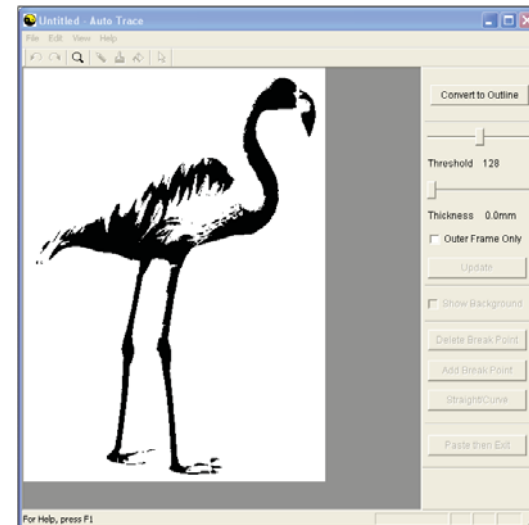 Untitled - Auto Trace
File Edit View Help
Convert to Outline
Threshold 128
Thickness 0.0mm
Outer Frame Only
Update
Show Background
Delete Break Point
Add Break Point
Straight/Curve
Paste then Exit
For Help, press F1